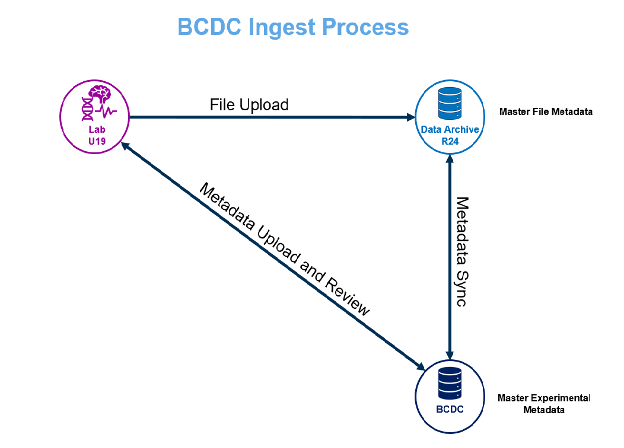 BCDC Ingest Process
File Upload
Lab
U19
Data Archive
R24
Master File Metadata
Metadata Upload and Review
Metadata Sync
BCDC
Master Experimental
Metadata